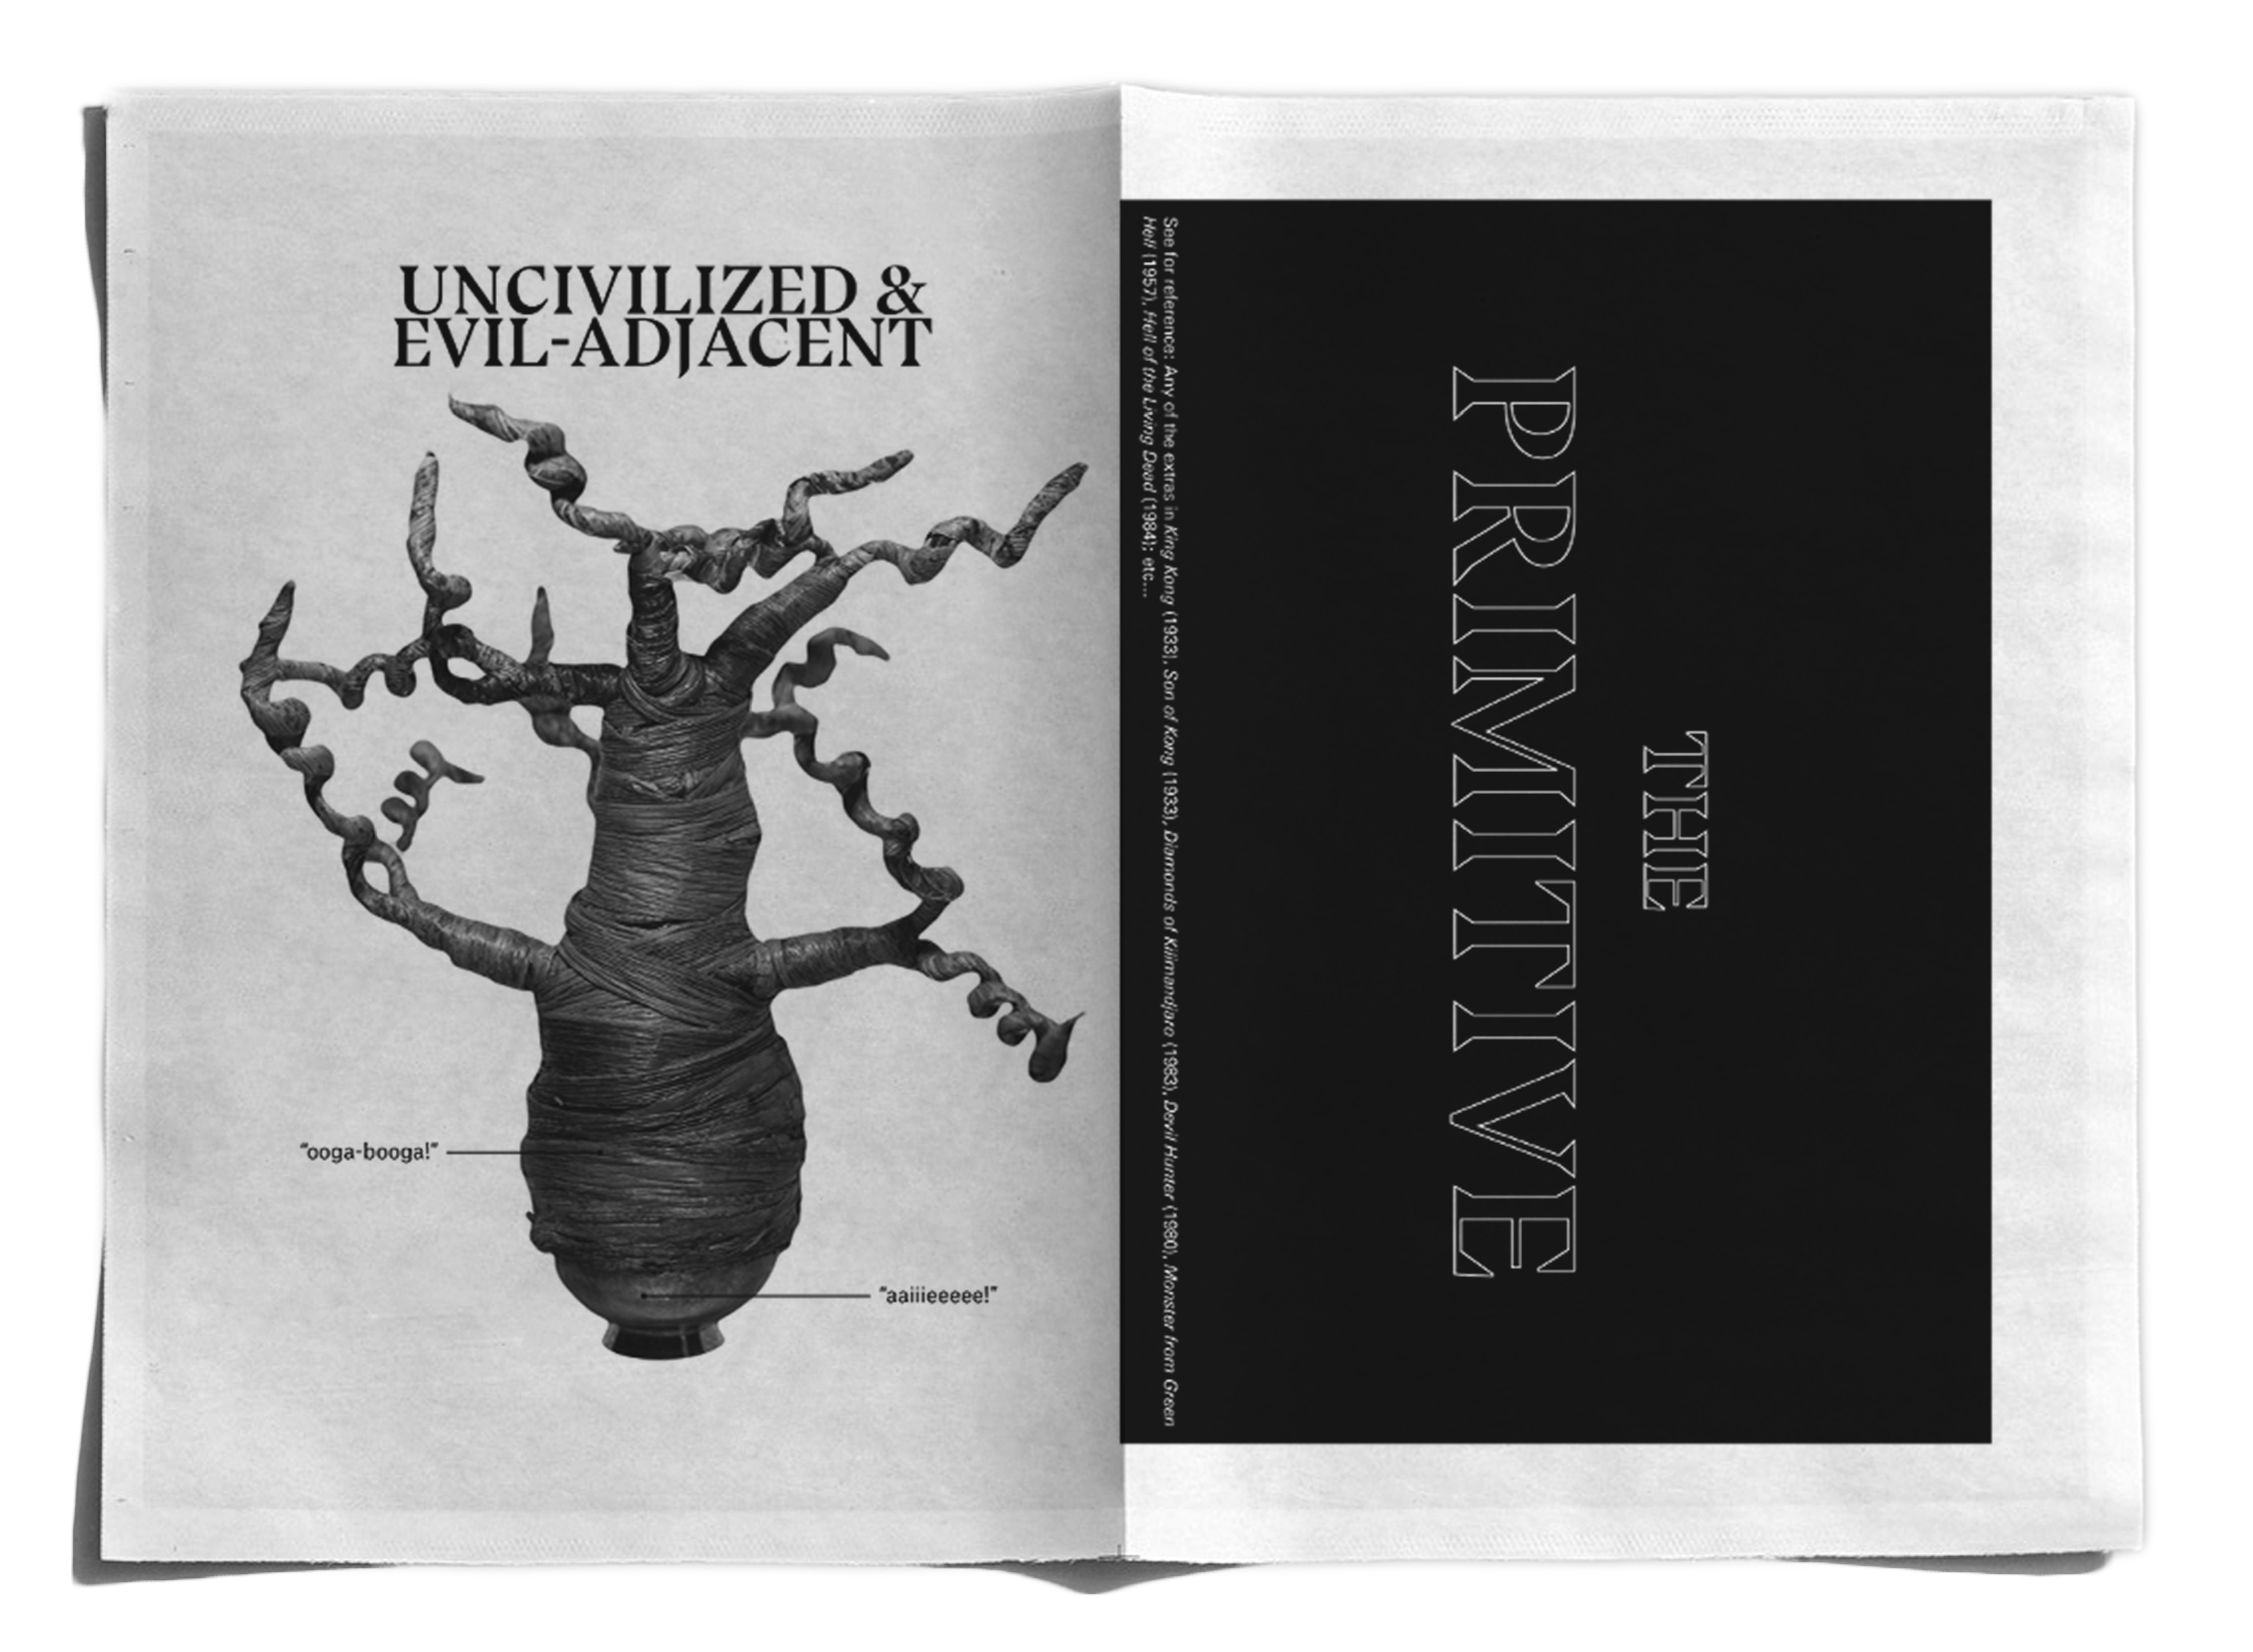 UNCIVILIZED &
EVIL-ADJACENT
"ooga-booga!"
"aaiiieeeee!"
THE
PRIMITIVE
See for reference: Any of the extras in King Kong (1933), Son of Kong (1933), Diamonds of Kilimandjaro (1983), Devil Hunter (1980), Monster from Green
Hell (1957), Hell of the Living Dead (1984); etc...